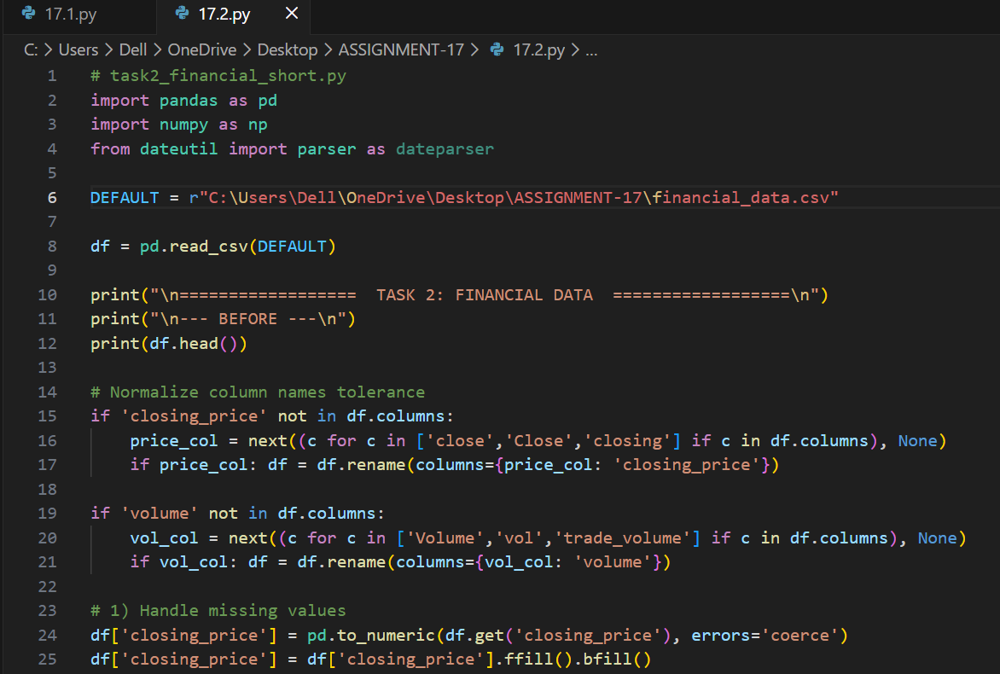 17.1.py 17.2.py
C: > Users > Dell > OneDrive > Desktop > ASSIGNMENT-17 > 17.2.py > ...
1 # task2_financial_short.py
2 import pandas as pd
3 import numpy as np
4 from dateutil import parser as dateparser
5
6 DEFAULT = r"C:\Users\Dell\OneDrive\Desktop\ASSIGNMENT-17\financial_data.csv"
7
8 df = pd.read_csv(DEFAULT)
9
10 print("\n==================  TASK 2: FINANCIAL DATA  ==================\n")
11 print("\n--- BEFORE ---\n")
12 print(df.head())
13
14 # Normalize column names tolerance
15 if 'closing_price' not in df.columns:
16     price_col = next((c for c in ['close','Close','closing'] if c in df.columns), None)
17     if price_col: df = df.rename(columns={price_col: 'closing_price'})
18
19 if 'volume' not in df.columns:
20     vol_col = next((c for c in ['Volume','vol','trade_volume'] if c in df.columns), None)
21     if vol_col: df = df.rename(columns={vol_col: 'volume'})
22
23 # 1) Handle missing values
24 df['closing_price'] = pd.to_numeric(df.get('closing_price'), errors='coerce')
25 df['closing_price'] = df['closing_price'].ffill().bfill()